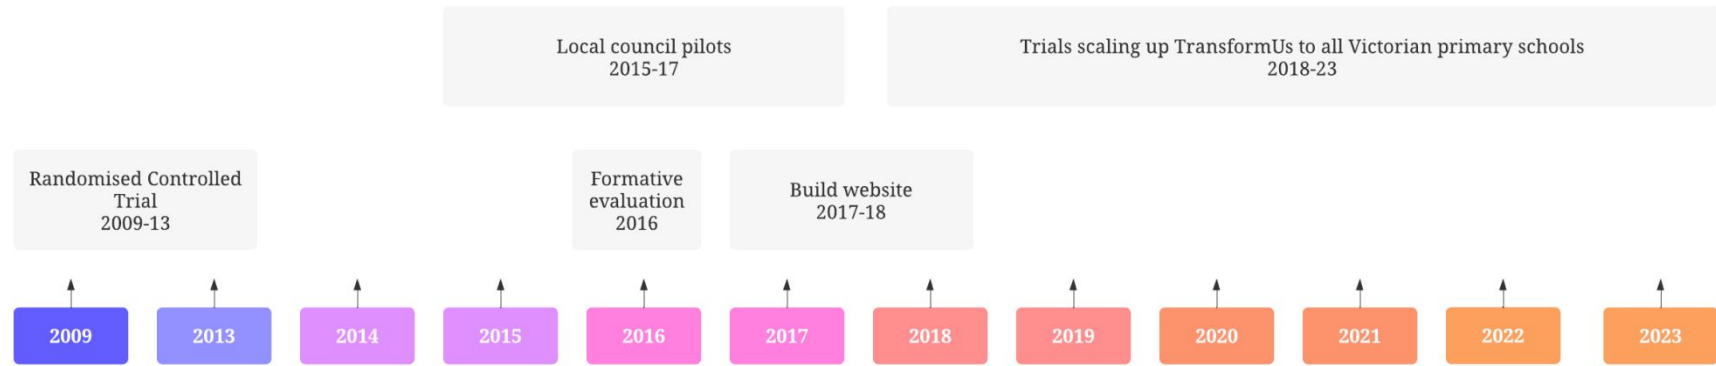 Local council pilots
2015-17
Trials scaling up TransformUs to all Victorian primary schools
2018-23
Randomised Controlled
Trial
2009-13
Formative
evaluation
2016
Build website
2017-18
2009
2013
2014
2015
2016
2017
2018
2019
2020
2021
2022
2023